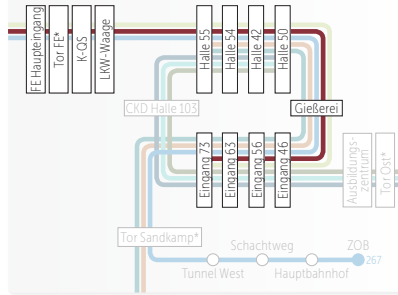 FE Haupteingang
Tor FE*
K-QS
LKW-Waage
Halle 55
Halle 54
Halle 42
Halle 50
CKD Halle 103
Gießerei
Eingang 73
Eingang 63
Eingang 56
Eingang 46
Ausbildungs-
zentrum
Tor Ost*
Tor Sandkamp*
Schachtweg
ZOB
267
Tunnel West
Hauptbahnhof